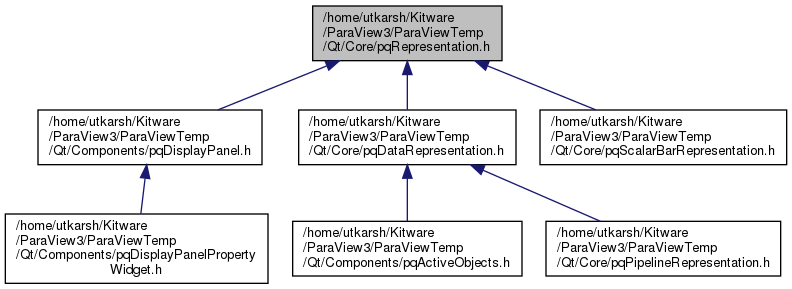 /home/utkarsh/Kitware
/ParaView3/ParaViewTemp
/Qt/Core/pqRepresentation.h
/home/utkarsh/Kitware
/ParaView3/ParaViewTemp
/Qt/Components/pqDisplayPanel.h
/home/utkarsh/Kitware
/ParaView3/ParaViewTemp
/Qt/Core/pqDataRepresentation.h
/home/utkarsh/Kitware
/ParaView3/ParaViewTemp
/Qt/Core/pqScalarBarRepresentation.h
/home/utkarsh/Kitware
/ParaView3/ParaViewTemp
/Qt/Components/pqDisplayPanelProperty
Widget.h
/home/utkarsh/Kitware
/ParaView3/ParaViewTemp
/Qt/Components/pqActiveObjects.h
/home/utkarsh/Kitware
/ParaView3/ParaViewTemp
/Qt/Core/pqPipelineRepresentation.h